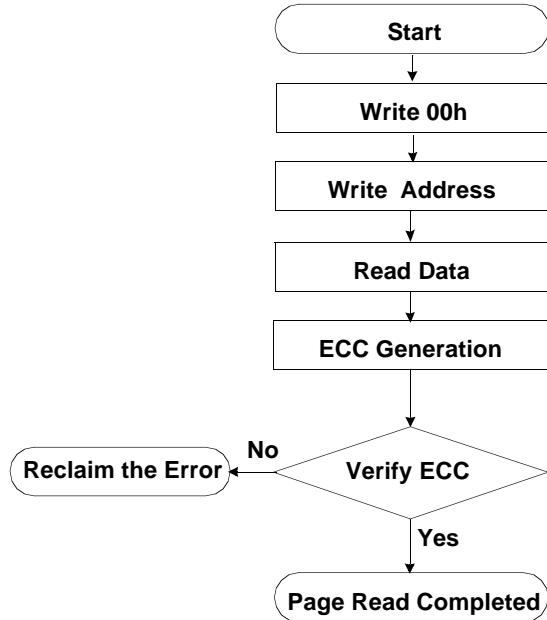 Start
Write 00h
Write Address
Read Data
ECC Generation
No
Reclaim the Error
Verify ECC
Yes
Page Read Completed